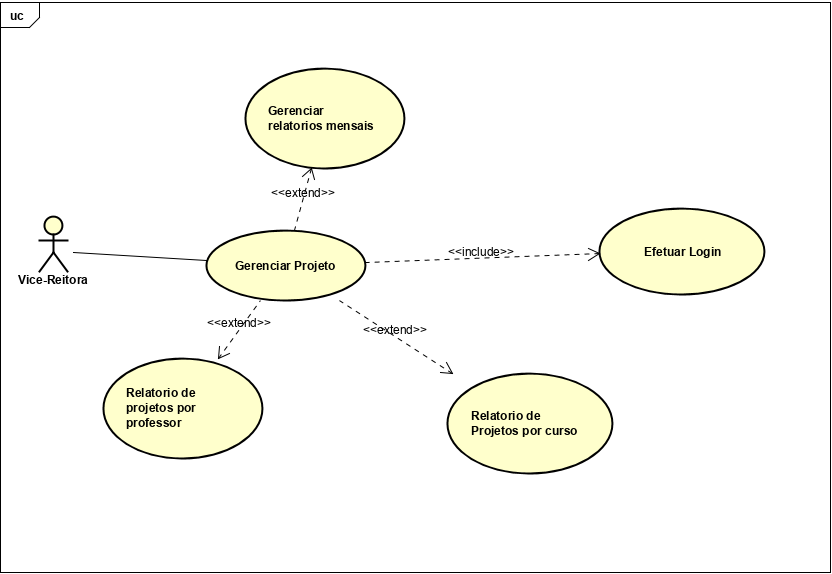 uc
Gerenciar
relatorios mensais
<<extend>>
Vice-Reitora
Gerenciar Projeto
<<include>>
Efetuar Login
<<extend>>
<<extend>>
Relatorio de
projetos por
professor
Relatorio de
Projetos por curso